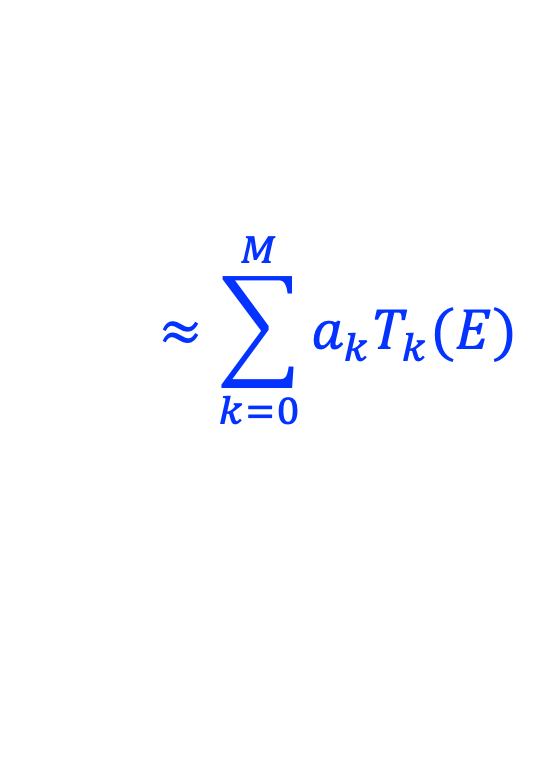 ≈ ∑_{k=0}^{M} a_k T_k(E)